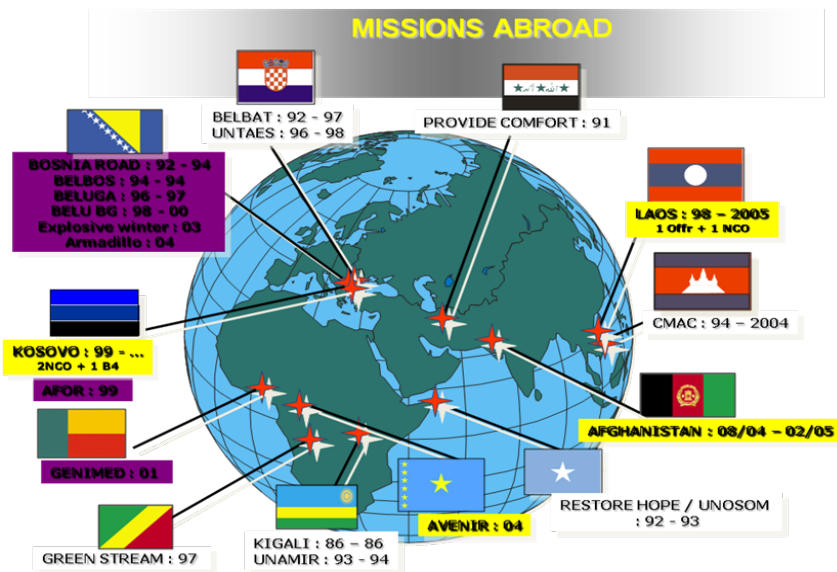 MISSIONS ABROAD
BELBAT : 92 - 97
UNTAES : 96 - 98
PROVIDE COMFORT : 91
BOSNIA ROAD : 92 - 94
BELBOS : 94 - 94
BELUGA : 96 - 97
BELU BG : 98 - 00
Explosive winter : 03
Armadillo : 04
LAOS : 98 – 2005
1 Offr + 1 NCO
CMAC : 94 – 2004
KOSOVO : 99 - ...
2NCO + 1 B4
AFOR : 99
AFGHANISTAN : 08/04 – 02/05
GENIMED : 01
RESTORE HOPE / UNOSOM
: 92 - 93
AVENIR : 04
KIGALI : 86 – 86
UNAMIR : 93 - 94
GREEN STREAM : 97